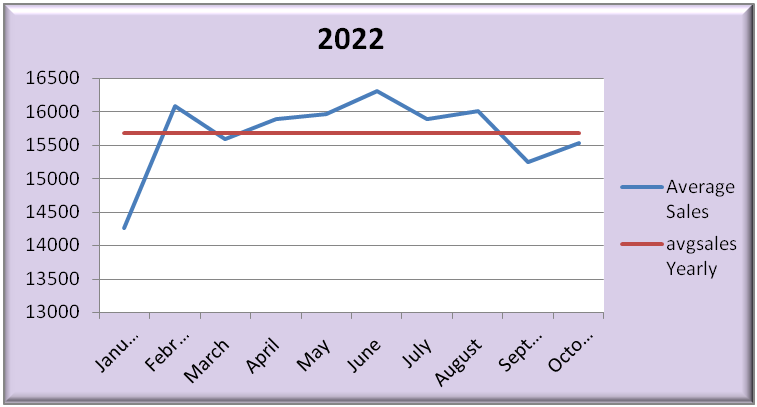 2022
16500
16000
15500
15000
14500
14000
13500
13000
Janu...
Febr...
March
April
May
June
July
August
Sept...
Octo...
Average
Sales
avgsales
Yearly